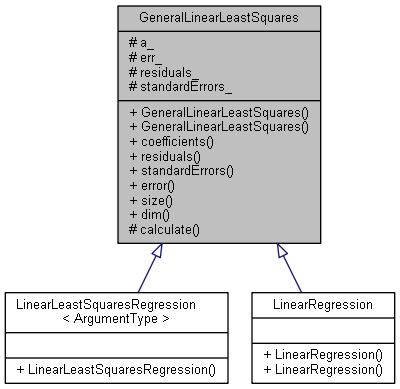 GeneralLinearLeastSquares
# a_
# err_
# residuals_
# standardErrors_
+ GeneralLinearLeastSquares()
+ GeneralLinearLeastSquares()
+ coefficients()
+ residuals()
+ standardErrors()
+ error()
+ size()
+ dim()
# calculate()
LinearLeastSquaresRegression
< ArgumentType >
+ LinearLeastSquaresRegression()
LinearRegression
+ LinearRegression()
+ LinearRegression()